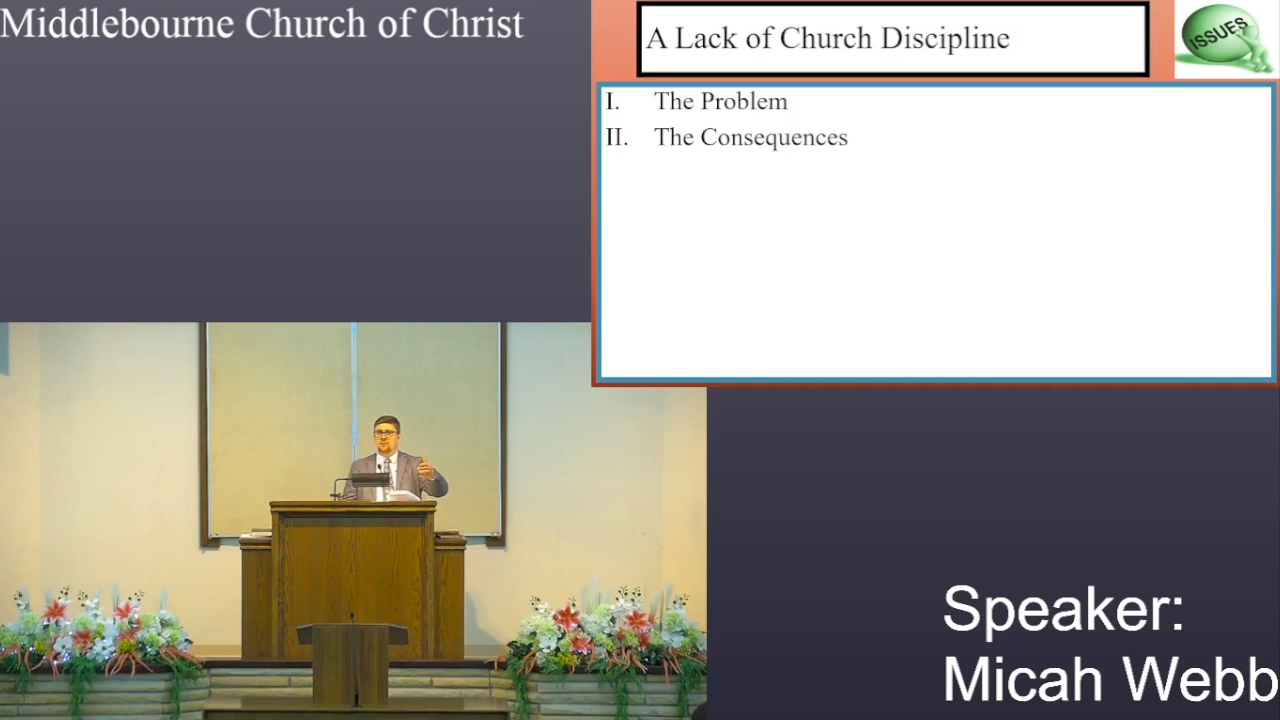 Middlebourne Church of Christ
A Lack of Church Discipline
ISSUES
I. The Problem
II. The Consequences
Speaker:
Micah Webb